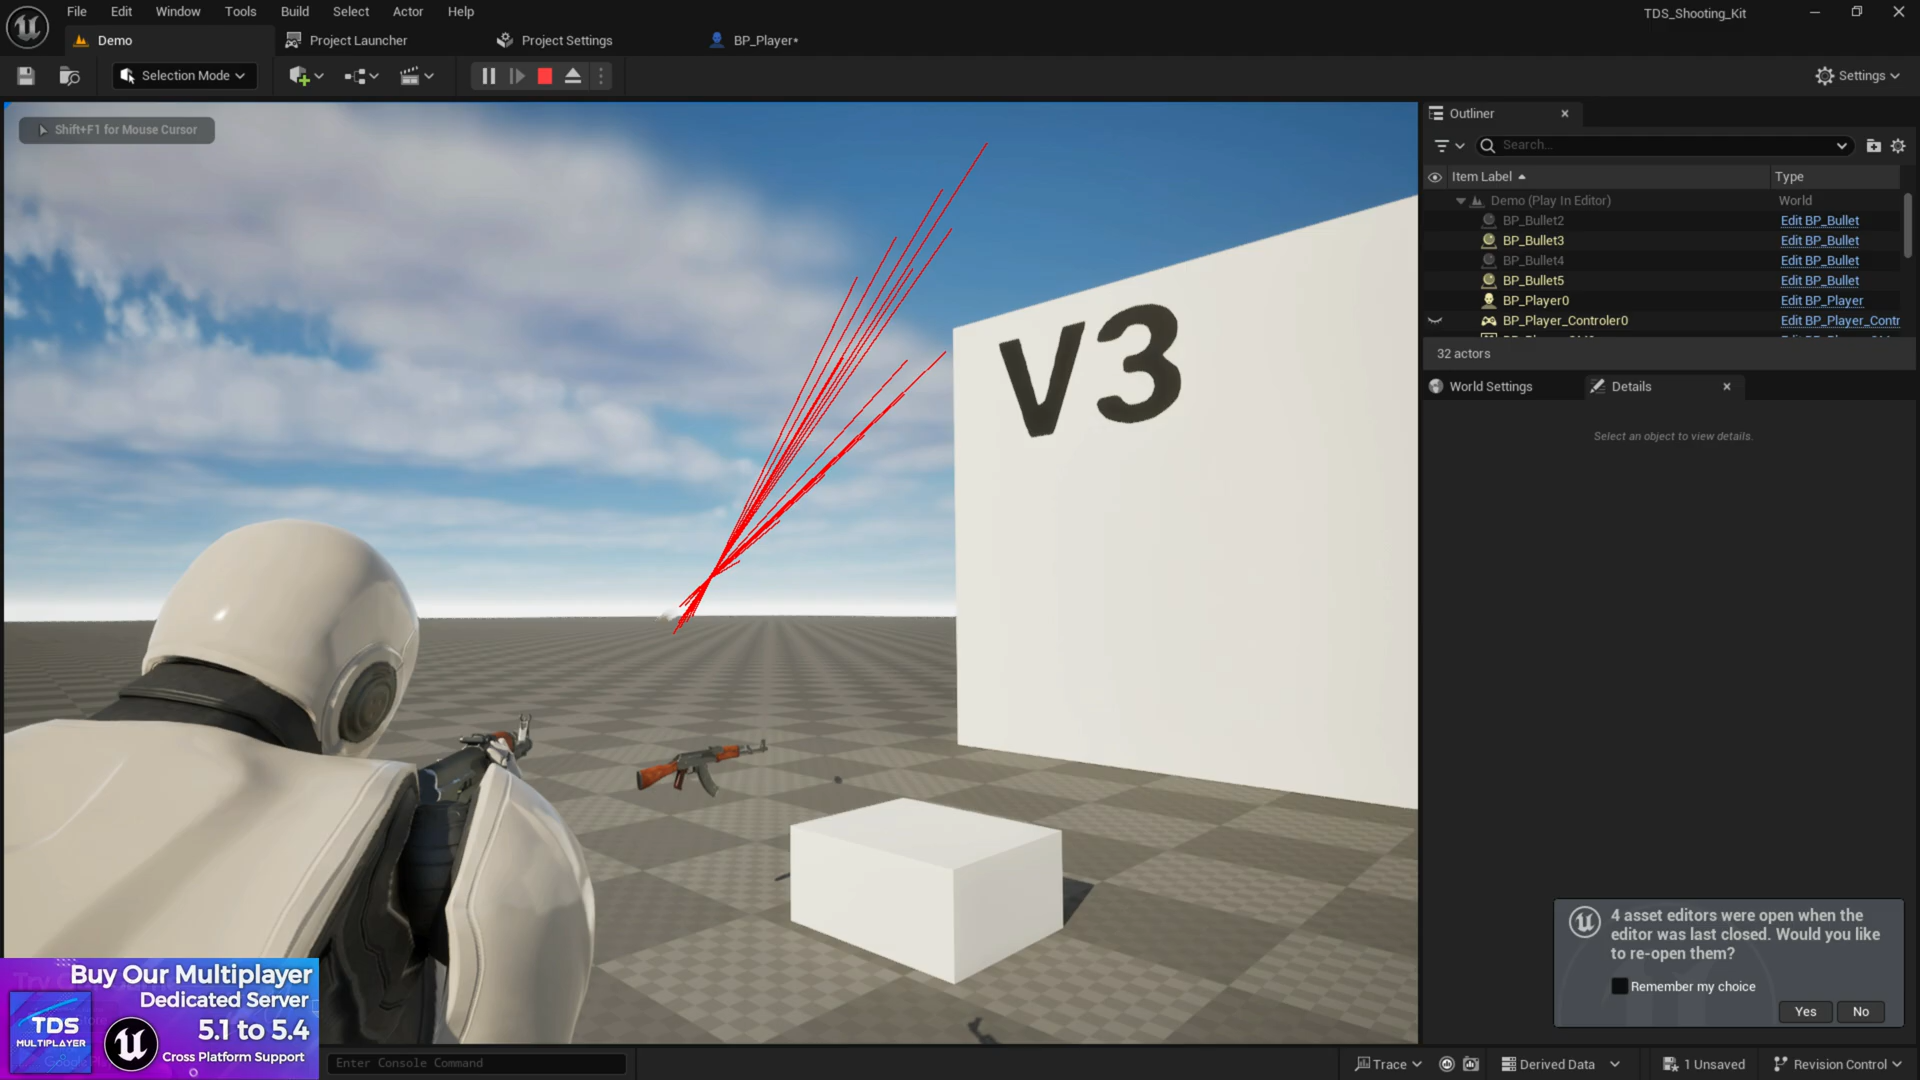 File Edit Window Tools Build Select Actor Help
TDS_Shooting_Kit
Demo
Project Launcher
Project Settings
BP_Player•
Selection Mode
Settings
Shift+F1 for Mouse Cursor
V3
Outliner
Search...
Item Label
Type
Demo (Play In Editor)
World
BP_Bullet2
Edit BP_Bullet
BP_Bullet3
Edit BP_Bullet
BP_Bullet4
Edit BP_Bullet
BP_Bullet5
Edit BP_Bullet
BP_Player0
Edit BP_Player
BP_Player_Controler0
Edit BP_Player_Contr
32 actors
World Settings
Details
Select an object to view details.
4 asset editors were open when the
editor was last closed. Would you like
to re-open them?
Remember my choice
Yes
No
Buy Our Multiplayer
Dedicated Server
5.1 to 5.4
Cross Platform Support
TDS
MULTIPLAYER
Enter Console Command
Trace
Derived Data
1 Unsaved
Revision Control